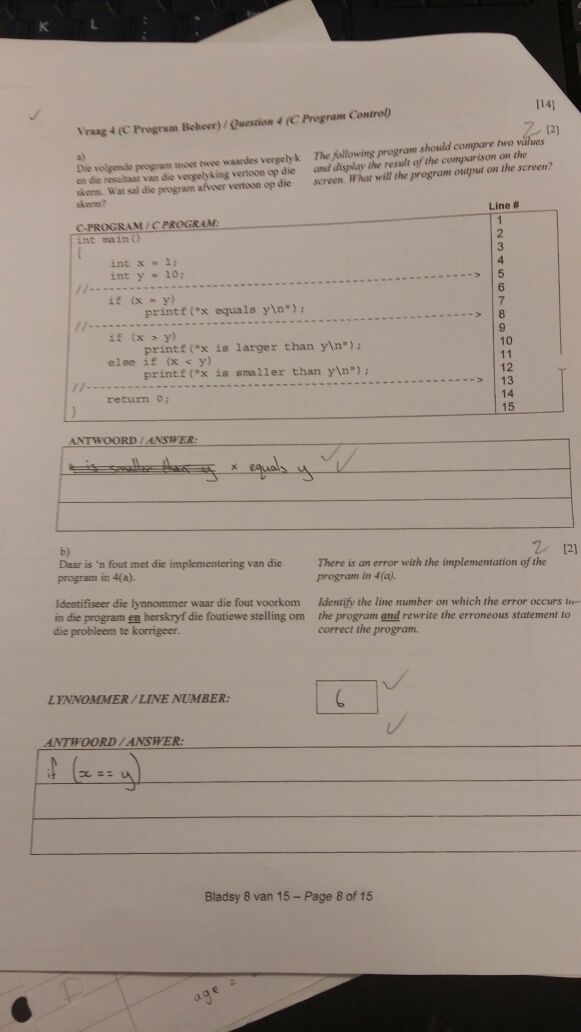 K L
[14]
Vraag 4 (C Program Beheer) / Question 4 (C Program Control)
2 [2]
a)
Die volgende program moet twee waardes vergelyk
en die resultaat van die vergelyking vertoon op die
skerm. Wat sal die program afvoer vertoon op die
skerm?
The following program should compare two values
and display the result of the comparison on the
screen. What will the program output on the screen?
C-PROGRAM / C PROGRAM: Line #
int main() 1
{ 2
3
int x = 1; 4
int y = 10; 5
//-----------------------------------------------> 6
if (x = y) 7
printf("x equals y\n"); 8
//-----------------------------------------------> 9
if (x > y) 10
printf("x is larger than y\n"); 11
else if (x < y) 12
printf("x is smaller than y\n"); 13
//-----------------------------------------------> 14
return 0; 15
}
ANTWOORD / ANSWER:
x is smaller than y x equals y
2 [2]
b)
Daar is 'n fout met die implementering van die
program in 4(a).
There is an error with the implementation of the
program in 4(a).
Identifiseer die lynnommer waar die fout voorkom
in die program en herskryf die foutiewe stelling om
die probleem te korrigeer.
Identify the line number on which the error occurs in
the program and rewrite the erroneous statement to
correct the program.
LYNNOMMER / LINE NUMBER: 6
ANTWOORD / ANSWER:
if (x == y)
Bladsy 8 van 15 – Page 8 of 15
age =